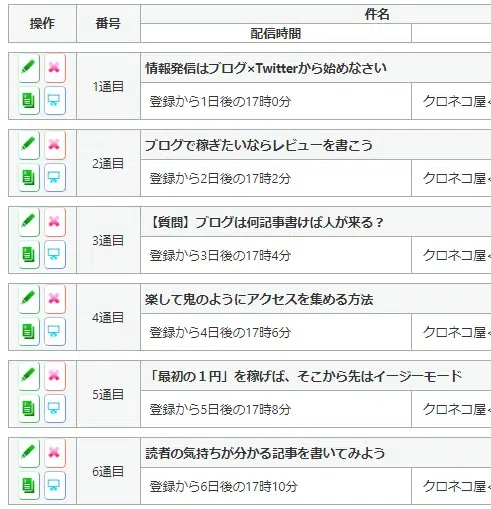 操作 番号 件名
配信時間
1通目 情報発信はブログ×Twitterから始めなさい
登録から1日後の17時0分 クロネコ屋<
2通目 ブログで稼ぎたいならレビューを書こう
登録から2日後の17時2分 クロネコ屋<
3通目 【質問】ブログは何記事書けば人が来る？
登録から3日後の17時4分 クロネコ屋<
4通目 楽して鬼のようにアクセスを集める方法
登録から4日後の17時6分 クロネコ屋<
5通目 「最初の１円」を稼げば、そこから先はイージーモード
登録から5日後の17時8分 クロネコ屋<
6通目 読者の気持ちが分かる記事を書いてみよう
登録から6日後の17時10分 クロネコ屋<